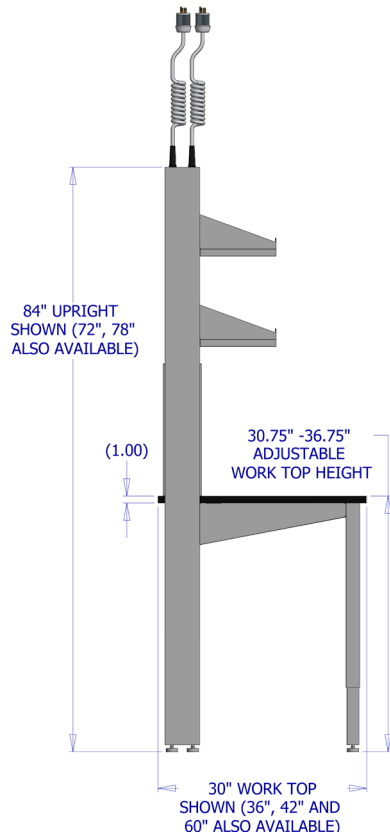 84" UPRIGHT
SHOWN (72", 78"
ALSO AVAILABLE)
(1.00)
30.75" -36.75"
ADJUSTABLE
WORK TOP HEIGHT
30" WORK TOP
SHOWN (36", 42" AND
60" ALSO AVAILABLE)